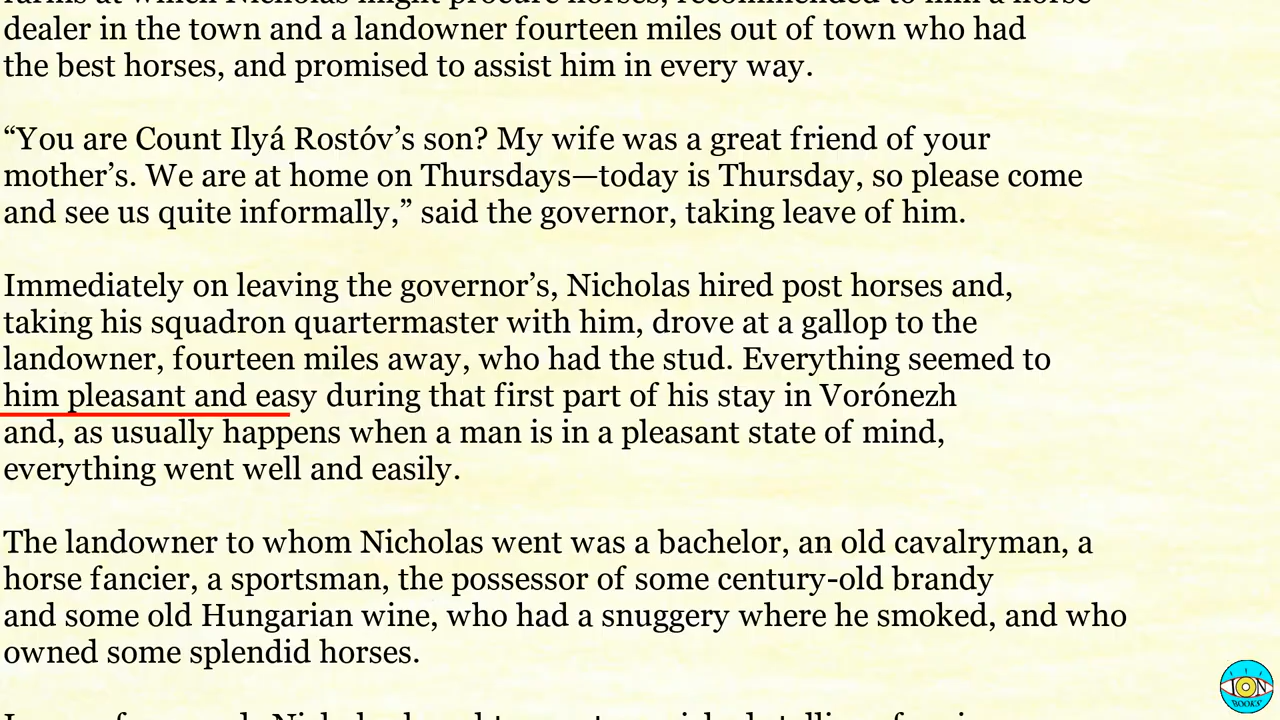 dealer in the town and a landowner fourteen miles out of town who had
the best horses, and promised to assist him in every way.
“You are Count Ilyá Rostóv’s son? My wife was a great friend of your
mother’s. We are at home on Thursdays—today is Thursday, so please come
and see us quite informally,” said the governor, taking leave of him.
Immediately on leaving the governor’s, Nicholas hired post horses and,
taking his squadron quartermaster with him, drove at a gallop to the
landowner, fourteen miles away, who had the stud. Everything seemed to
him pleasant and easy during that first part of his stay in Vorónezh
and, as usually happens when a man is in a pleasant state of mind,
everything went well and easily.
The landowner to whom Nicholas went was a bachelor, an old cavalryman, a
horse fancier, a sportsman, the possessor of some century-old brandy
and some old Hungarian wine, who had a snuggery where he smoked, and who
owned some splendid horses.
ION
BOOKS